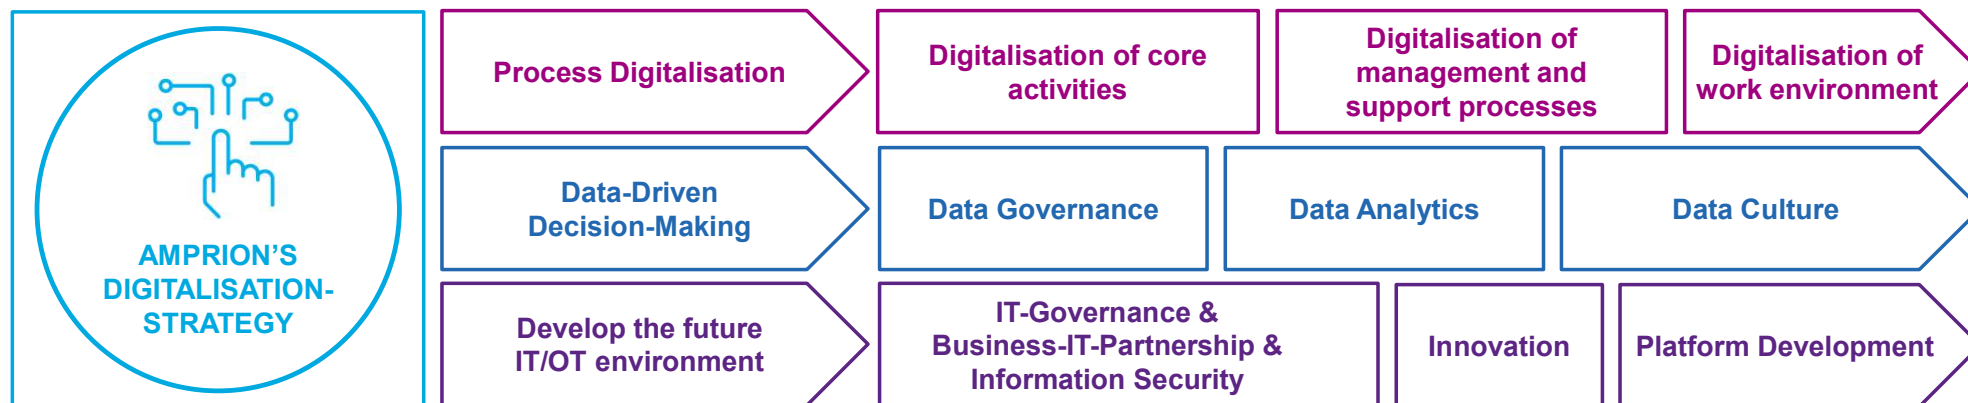 AMPRION'S
DIGITALISATION-
STRATEGY
Process Digitalisation
Digitalisation of core
activities
Digitalisation of
management and
support processes
Digitalisation of
work environment
Data-Driven
Decision-Making
Data Governance
Data Analytics
Data Culture
Develop the future
IT/OT environment
IT-Governance &
Business-IT-Partnership &
Information Security
Innovation
Platform Development